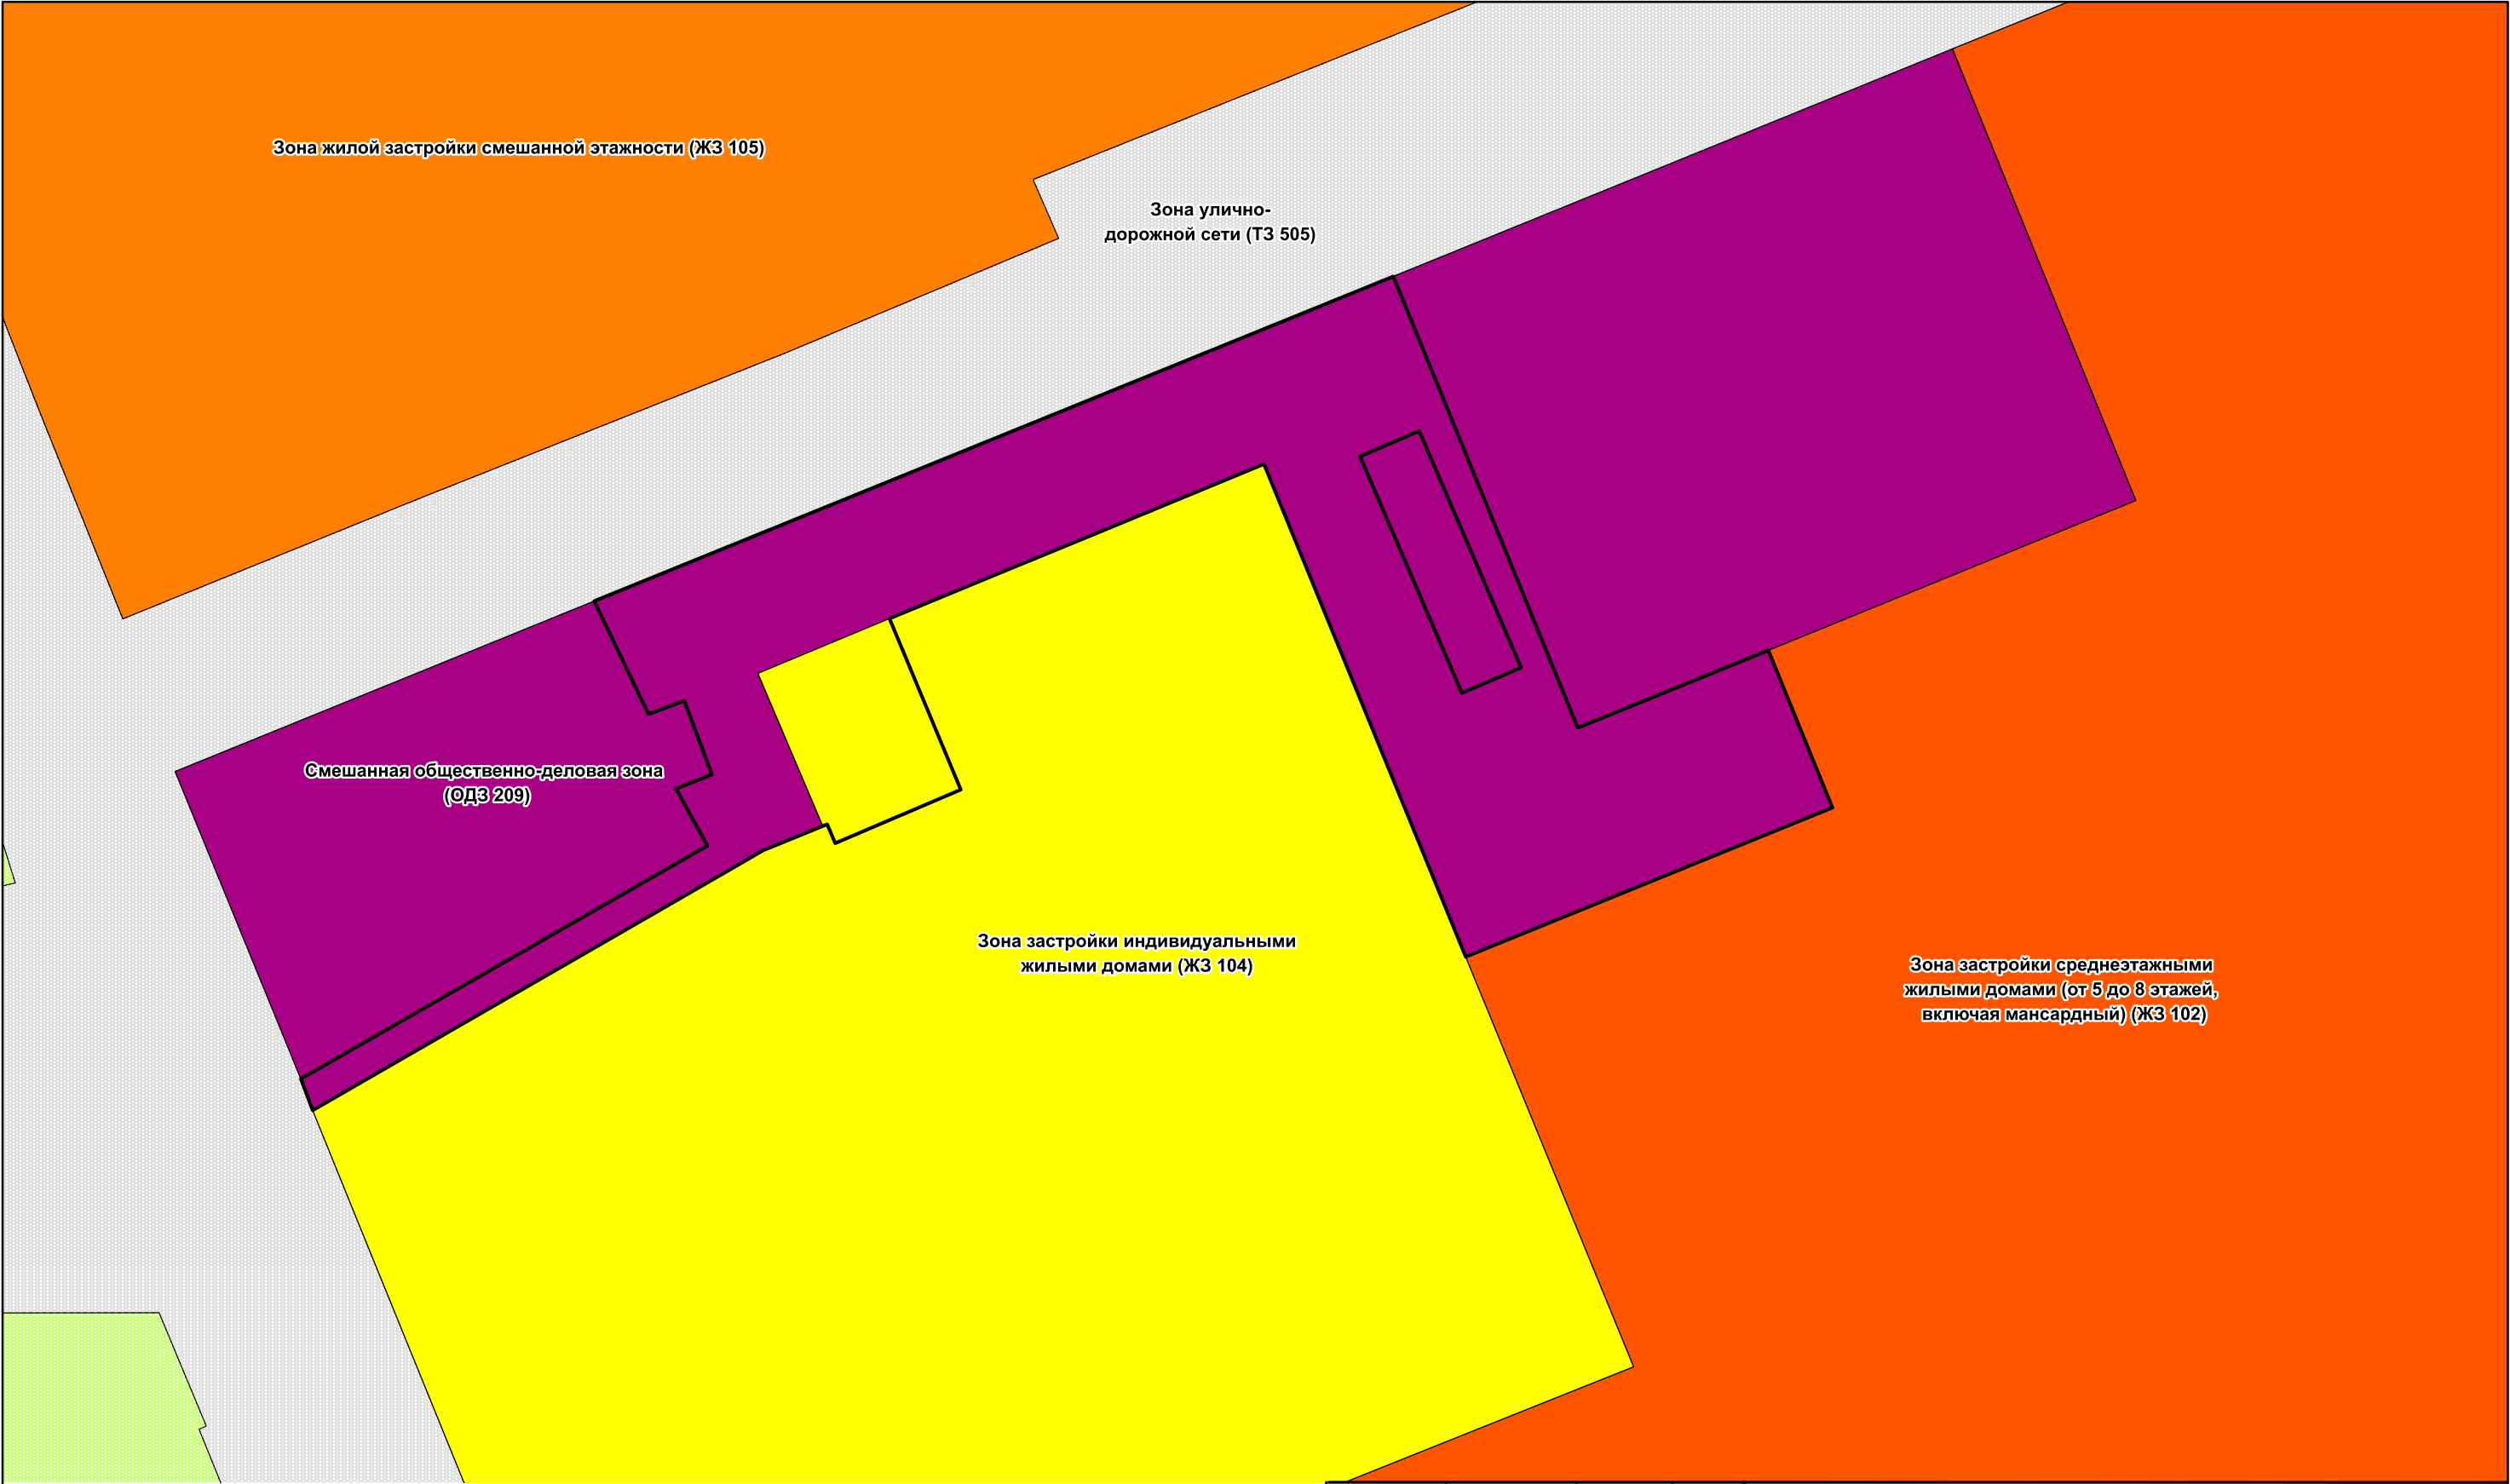 Зона жилой застройки смешанной этажности (ЖЗ 105)
Зона улично-
дорожной сети (ТЗ 505)
Смешанная общественно-деловая зона
(ОДЗ 209)
Зона застройки индивидуальными
жилыми домами (ЖЗ 104)
Зона застройки среднеэтажными
жилыми домами (от 5 до 8 этажей,
включая мансардный) (ЖЗ 102)